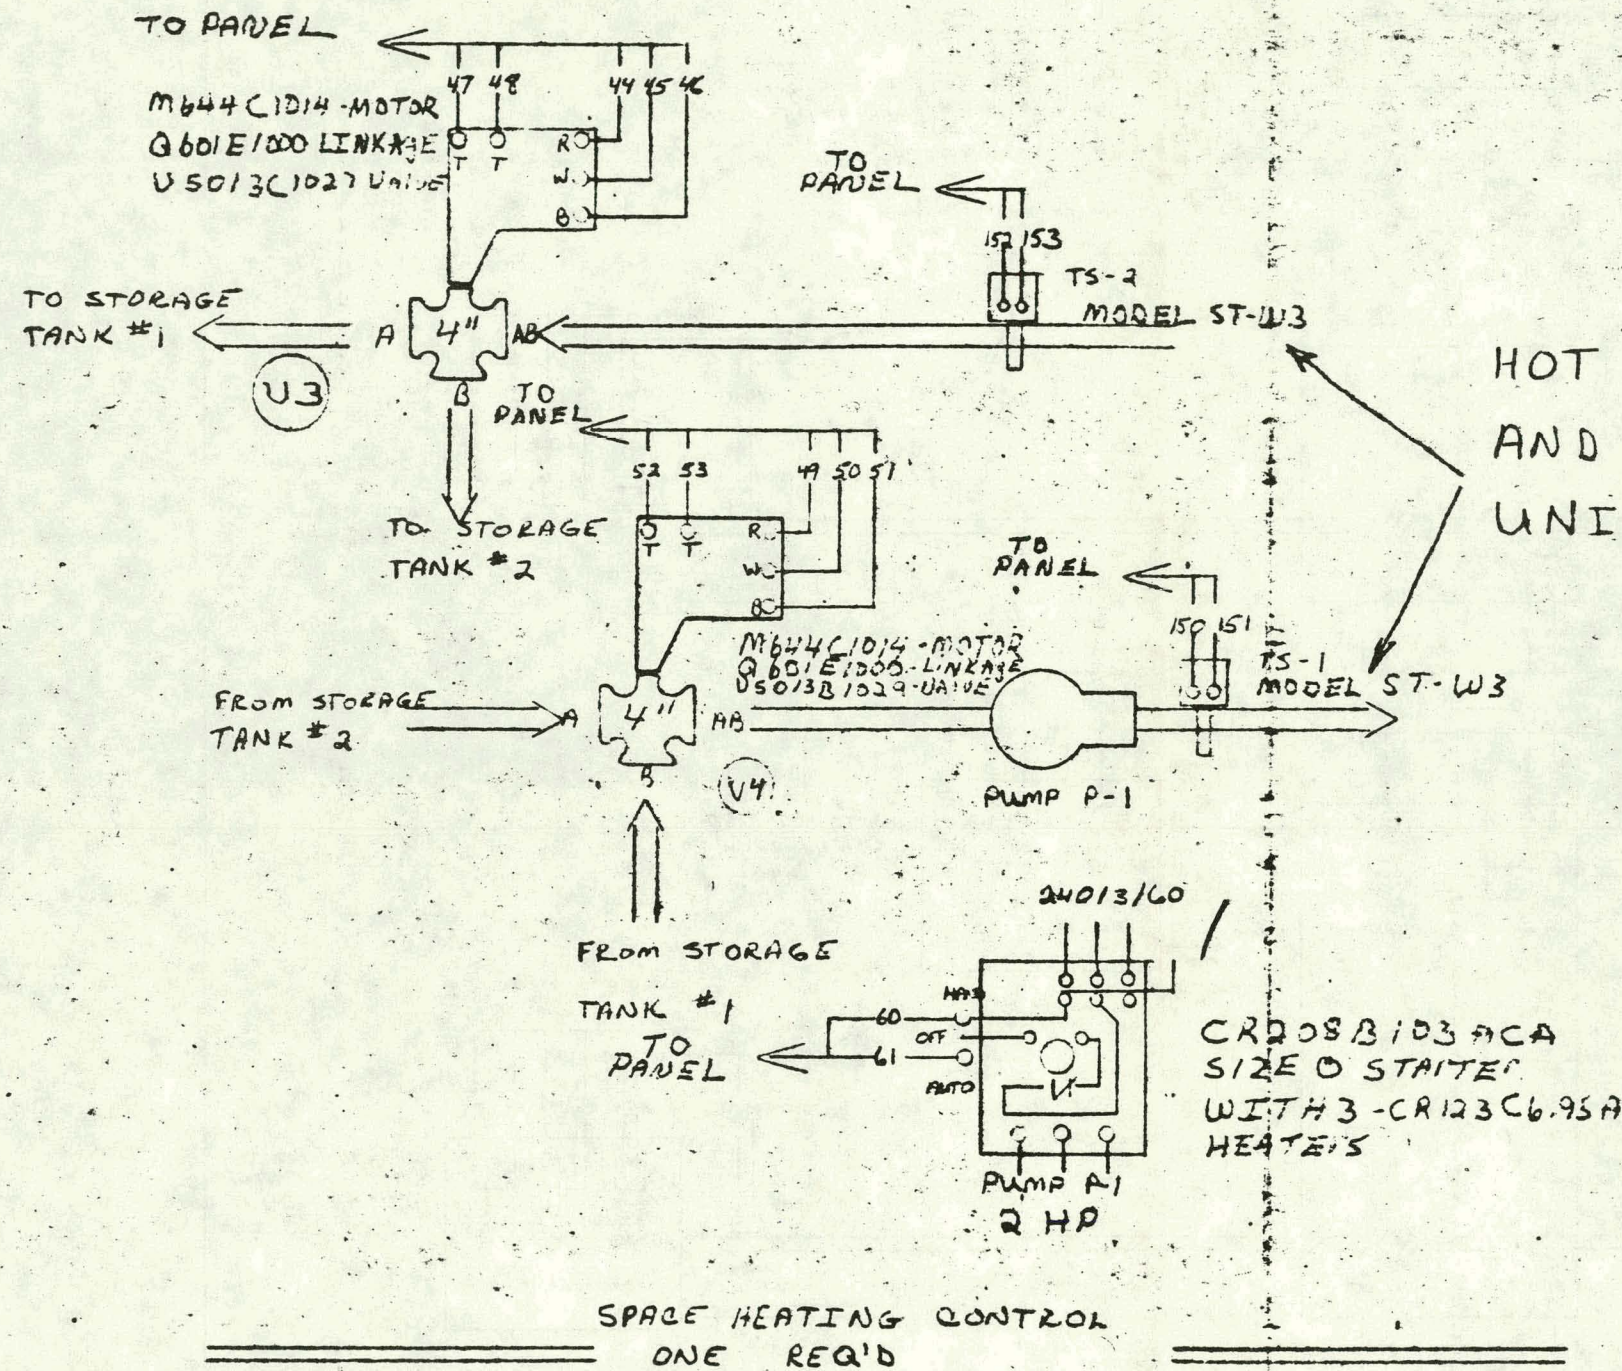 TO PANEL
47 48 44 45 46
M644C1014-MOTOR
Q601E1000 LINKAGE
V5013C1027 VALVE
T T R
W
B
TO
PANEL
152 153
TS-2
MODEL ST-W3
TO STORAGE
TANK #1
A 4" AB
B
V3
HOT
AND
UNI
TO
PANEL
52 53 49 50 51
TO STORAGE
TANK #2
T T R
W
B
TO
PANEL
150 151
TS-1
MODEL ST-W3
M644C1014-MOTOR
Q601E1000-LINKAGE
V5013B1029-VALVE
FROM STORAGE
TANK #2
A 4" AB
B
V4
PUMP P-1
FROM STORAGE
TANK #1
TO
PANEL
240/3/60
HAND
60
OFF
61
AUTO
CR208B103ACA
SIZE 0 STARTER
WITH 3-CR123C6.95A
HEATERS
PUMP P-1
2 HP
SPACE HEATING CONTROL
ONE REQ'D